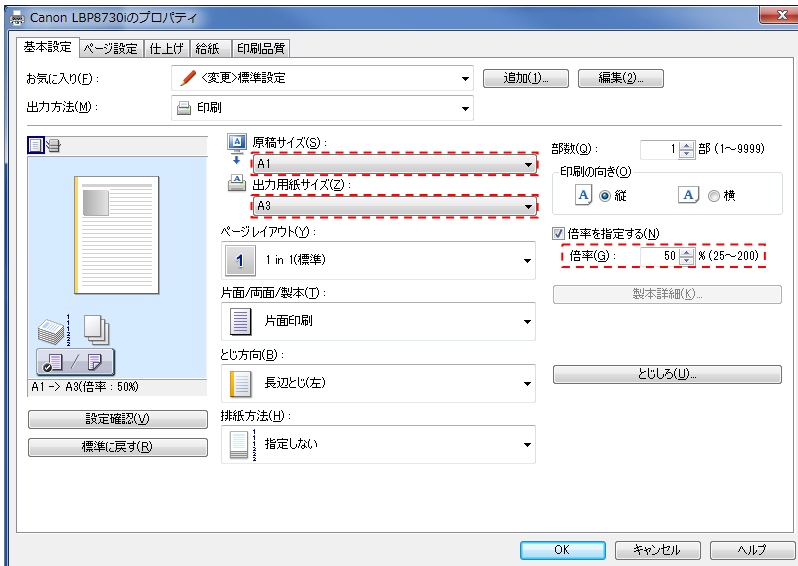 Canon LBP8730iのプロパティ
基本設定 ページ設定 仕上げ 給紙 印刷品質
お気に入り(F): <変更>標準設定 追加(1)... 編集(2)...
出力方法(M): 印刷
原稿サイズ(S):
A1
出力用紙サイズ(Z):
A3
ページレイアウト(Y):
1 1 in 1(標準)
片面/両面/製本(T):
片面印刷
とじ方向(B):
長辺とじ(左)
排紙方法(H):
指定しない
部数(Q): 1 部 (1~9999)
印刷の向き(O)
A 縦 A 横
倍率を指定する(N)
倍率(G): 50 % (25~200)
製本詳細(K)...
とじしろ(U)...
A1 -> A3(倍率 : 50%)
設定確認(V)
標準に戻す(R)
OK キャンセル ヘルプ